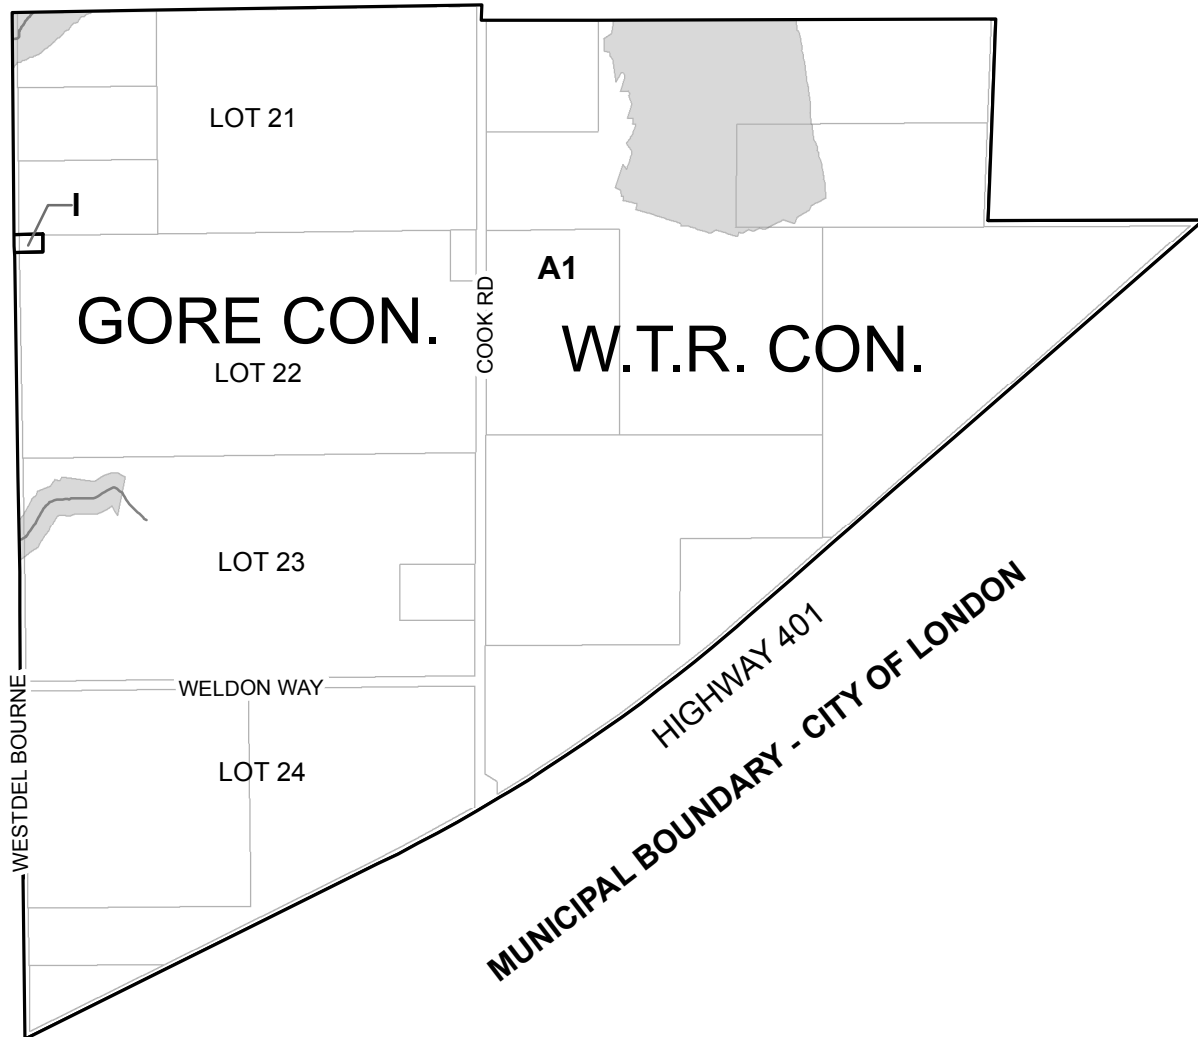 LOT 21
I
A1
GORE CON.
COOK RD
W.T.R. CON.
LOT 22
LOT 23
HIGHWAY 401
MUNICIPAL BOUNDARY - CITY OF LONDON
WELDON WAY
WESTDEL BOURNE
LOT 24